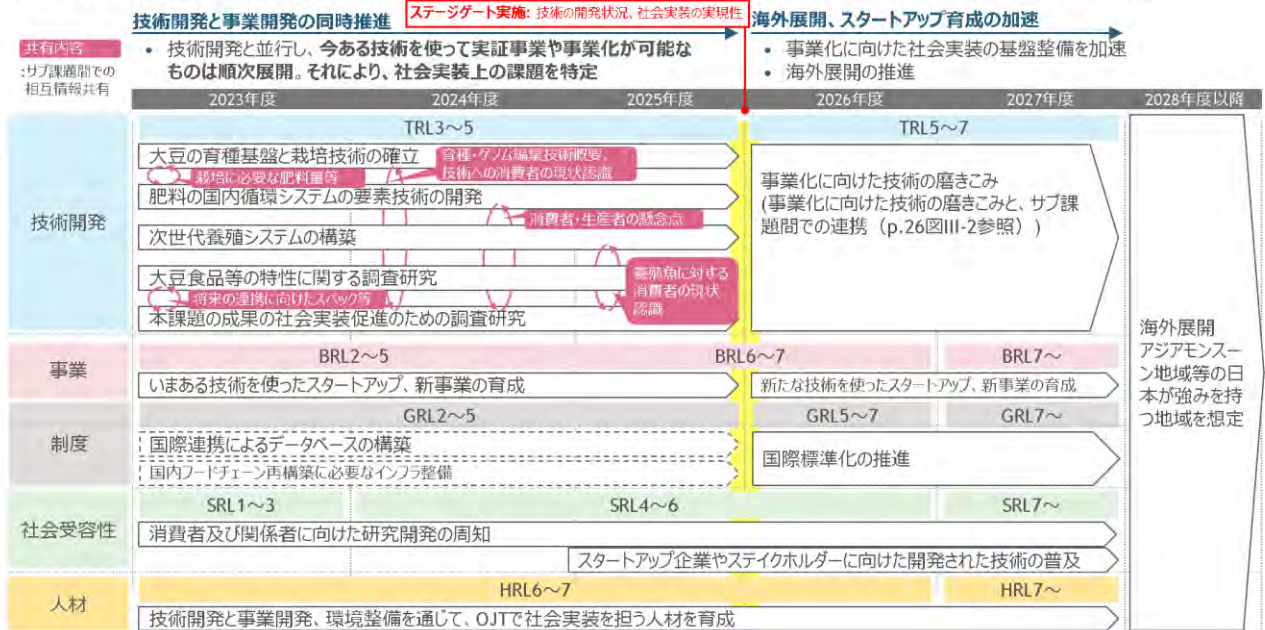 技術開発と事業開発の同時推進
ステージゲート実施: 技術の開発状況、社会実装の実現性
海外展開、スタートアップ育成の加速
共有内容
:サブ課題間での
相互情報共有
• 技術開発と並行し、今ある技術を使って実証事業や事業化が可能な
ものは順次展開。それにより、社会実装上の課題を特定
• 事業化に向けた社会実装の基盤整備を加速
• 海外展開の推進
2023年度
2024年度
2025年度
2026年度
2027年度
2028年度以降
技術開発
TRL3～5
TRL5～7
大豆の育種基盤と栽培技術の確立
育種・ゲノム編集技術概要、
技術への消費者の現状認識
栽培に必要な肥料量等
肥料の国内循環システムの要素技術の開発
消費者・生産者の懸念点
次世代養殖システムの構築
大豆食品等の特性に関する調査研究
養殖魚に対する
消費者の現状
認識
将来の連携に向けたスペック等
本課題の成果の社会実装促進のための調査研究
事業化に向けた技術の磨きこみ
(事業化に向けた技術の磨きこみと、サブ課
題間での連携（p.26図III-2参照）)
事業
BRL2～5
BRL6～7
BRL7～
いまある技術を使ったスタートアップ、新事業の育成
新たな技術を使ったスタートアップ、新事業の育成
制度
GRL2～5
GRL5～7
GRL7～
国際連携によるデータベースの構築
国内フードチェーン再構築に必要なインフラ整備
国際標準化の推進
社会受容性
SRL1～3
SRL4～6
SRL7～
消費者及び関係者に向けた研究開発の周知
スタートアップ企業やステイクホルダーに向けた開発された技術の普及
人材
HRL6～7
HRL7～
技術開発と事業開発、環境整備を通じて、OJTで社会実装を担う人材を育成
海外展開
アジアモンスー
ン地域等の日
本が強みを持
つ地域を想定